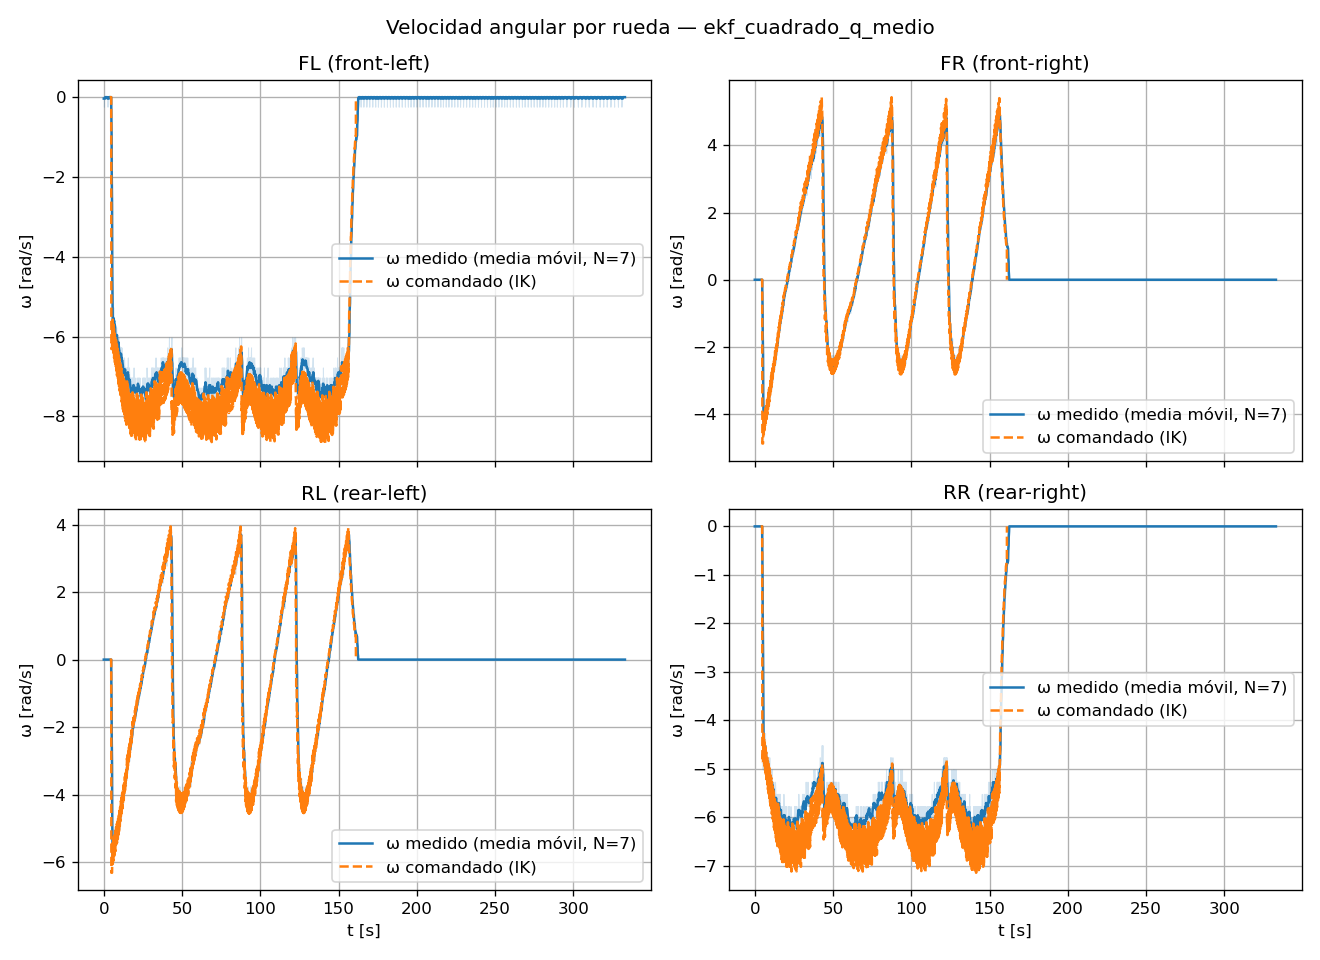 Velocidad angular por rueda — ekf_cuadrado_q_medio
FL (front-left)
ω [rad/s]
0
−2
−4
−6
−8
ω medido (media móvil, N=7)
ω comandado (IK)
FR (front-right)
ω [rad/s]
4
2
0
−2
−4
ω medido (media móvil, N=7)
ω comandado (IK)
RL (rear-left)
ω [rad/s]
4
2
0
−2
−4
−6
ω medido (media móvil, N=7)
ω comandado (IK)
0 50 100 150 200 250 300
t [s]
RR (rear-right)
ω [rad/s]
0
−1
−2
−3
−4
−5
−6
−7
ω medido (media móvil, N=7)
ω comandado (IK)
0 50 100 150 200 250 300
t [s]